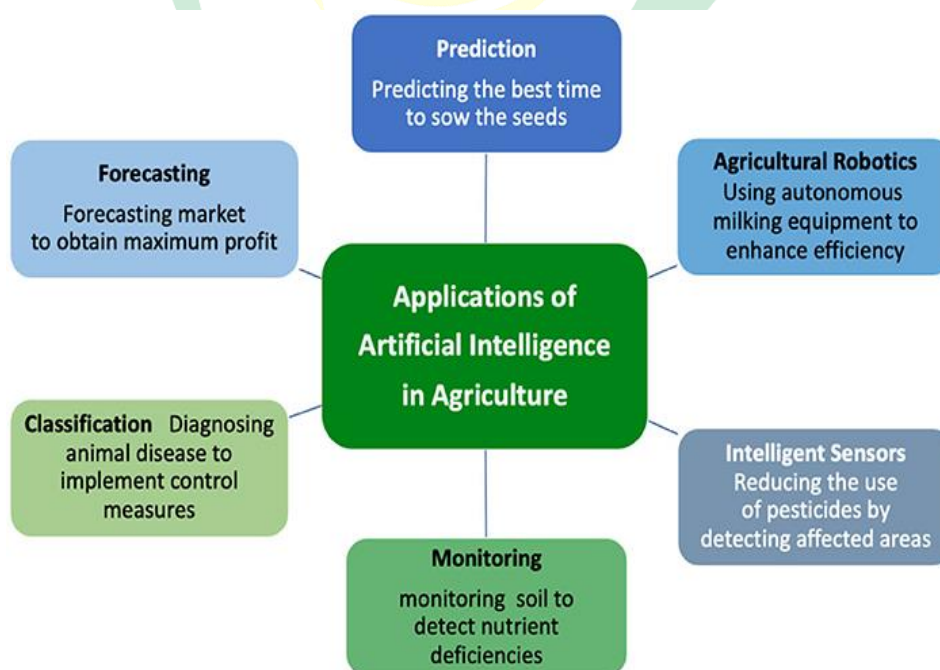 Prediction
Predicting the best time
to sow the seeds
Forecasting
Forecasting market
to obtain maximum profit
Agricultural Robotics
Using autonomous
milking equipment to
enhance efficiency
Applications of
Artificial Intelligence
in Agriculture
Classification Diagnosing
animal disease to
implement control
measures
Intelligent Sensors
Reducing the use
of pesticides by
detecting affected areas
Monitoring
monitoring soil to
detect nutrient
deficiencies